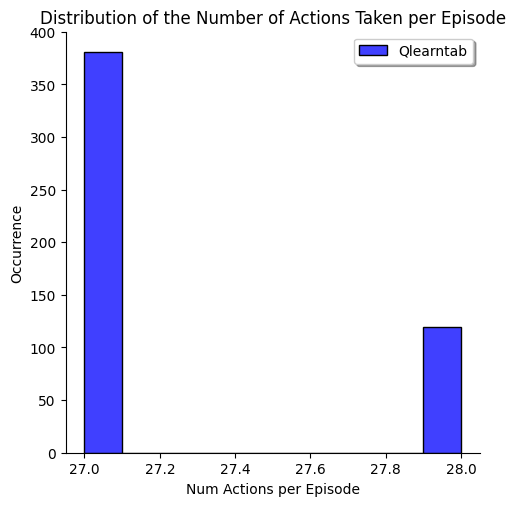 Distribution of the Number of Actions Taken per Episode
Qlearntab
Occurrence
400
350
300
250
200
150
100
50
0
27.0 27.2 27.4 27.6 27.8 28.0
Num Actions per Episode